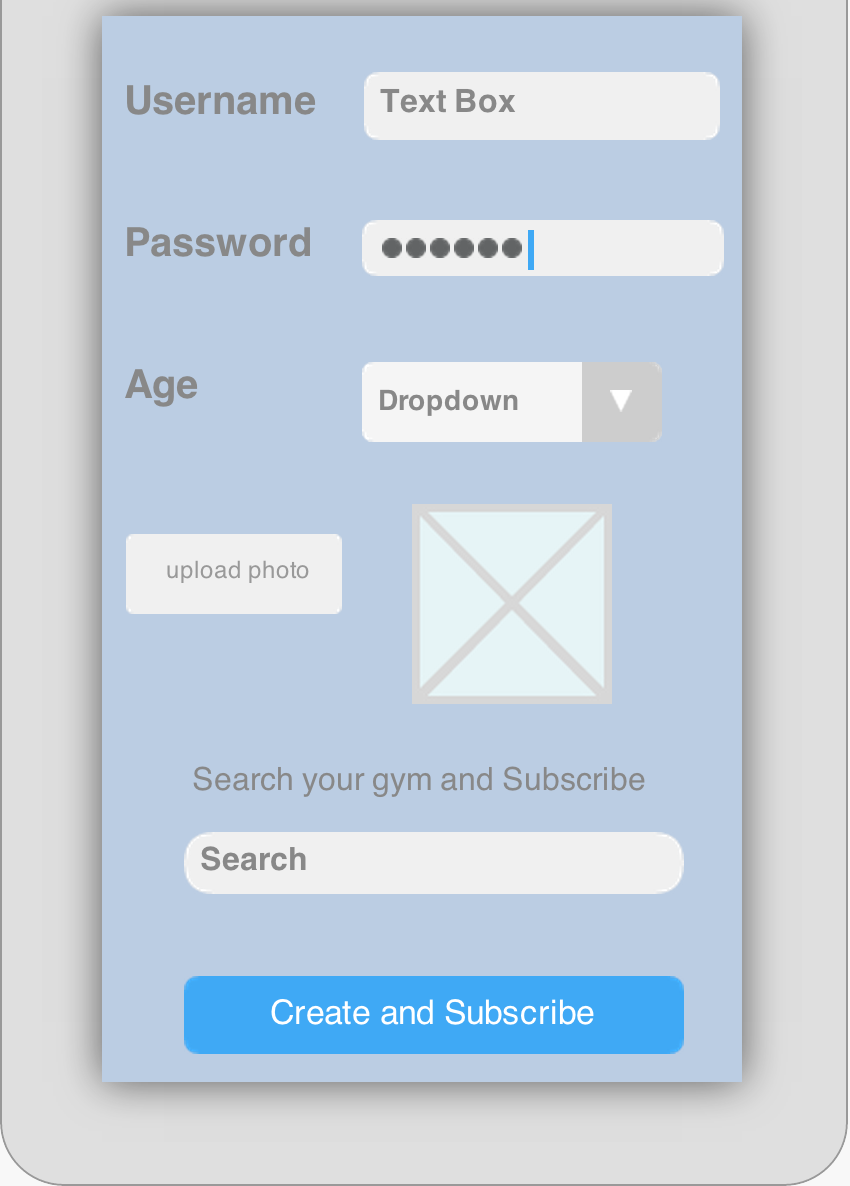 Username
Text Box
Password
Age
Dropdown
upload photo
Search your gym and Subscribe
Search
Create and Subscribe